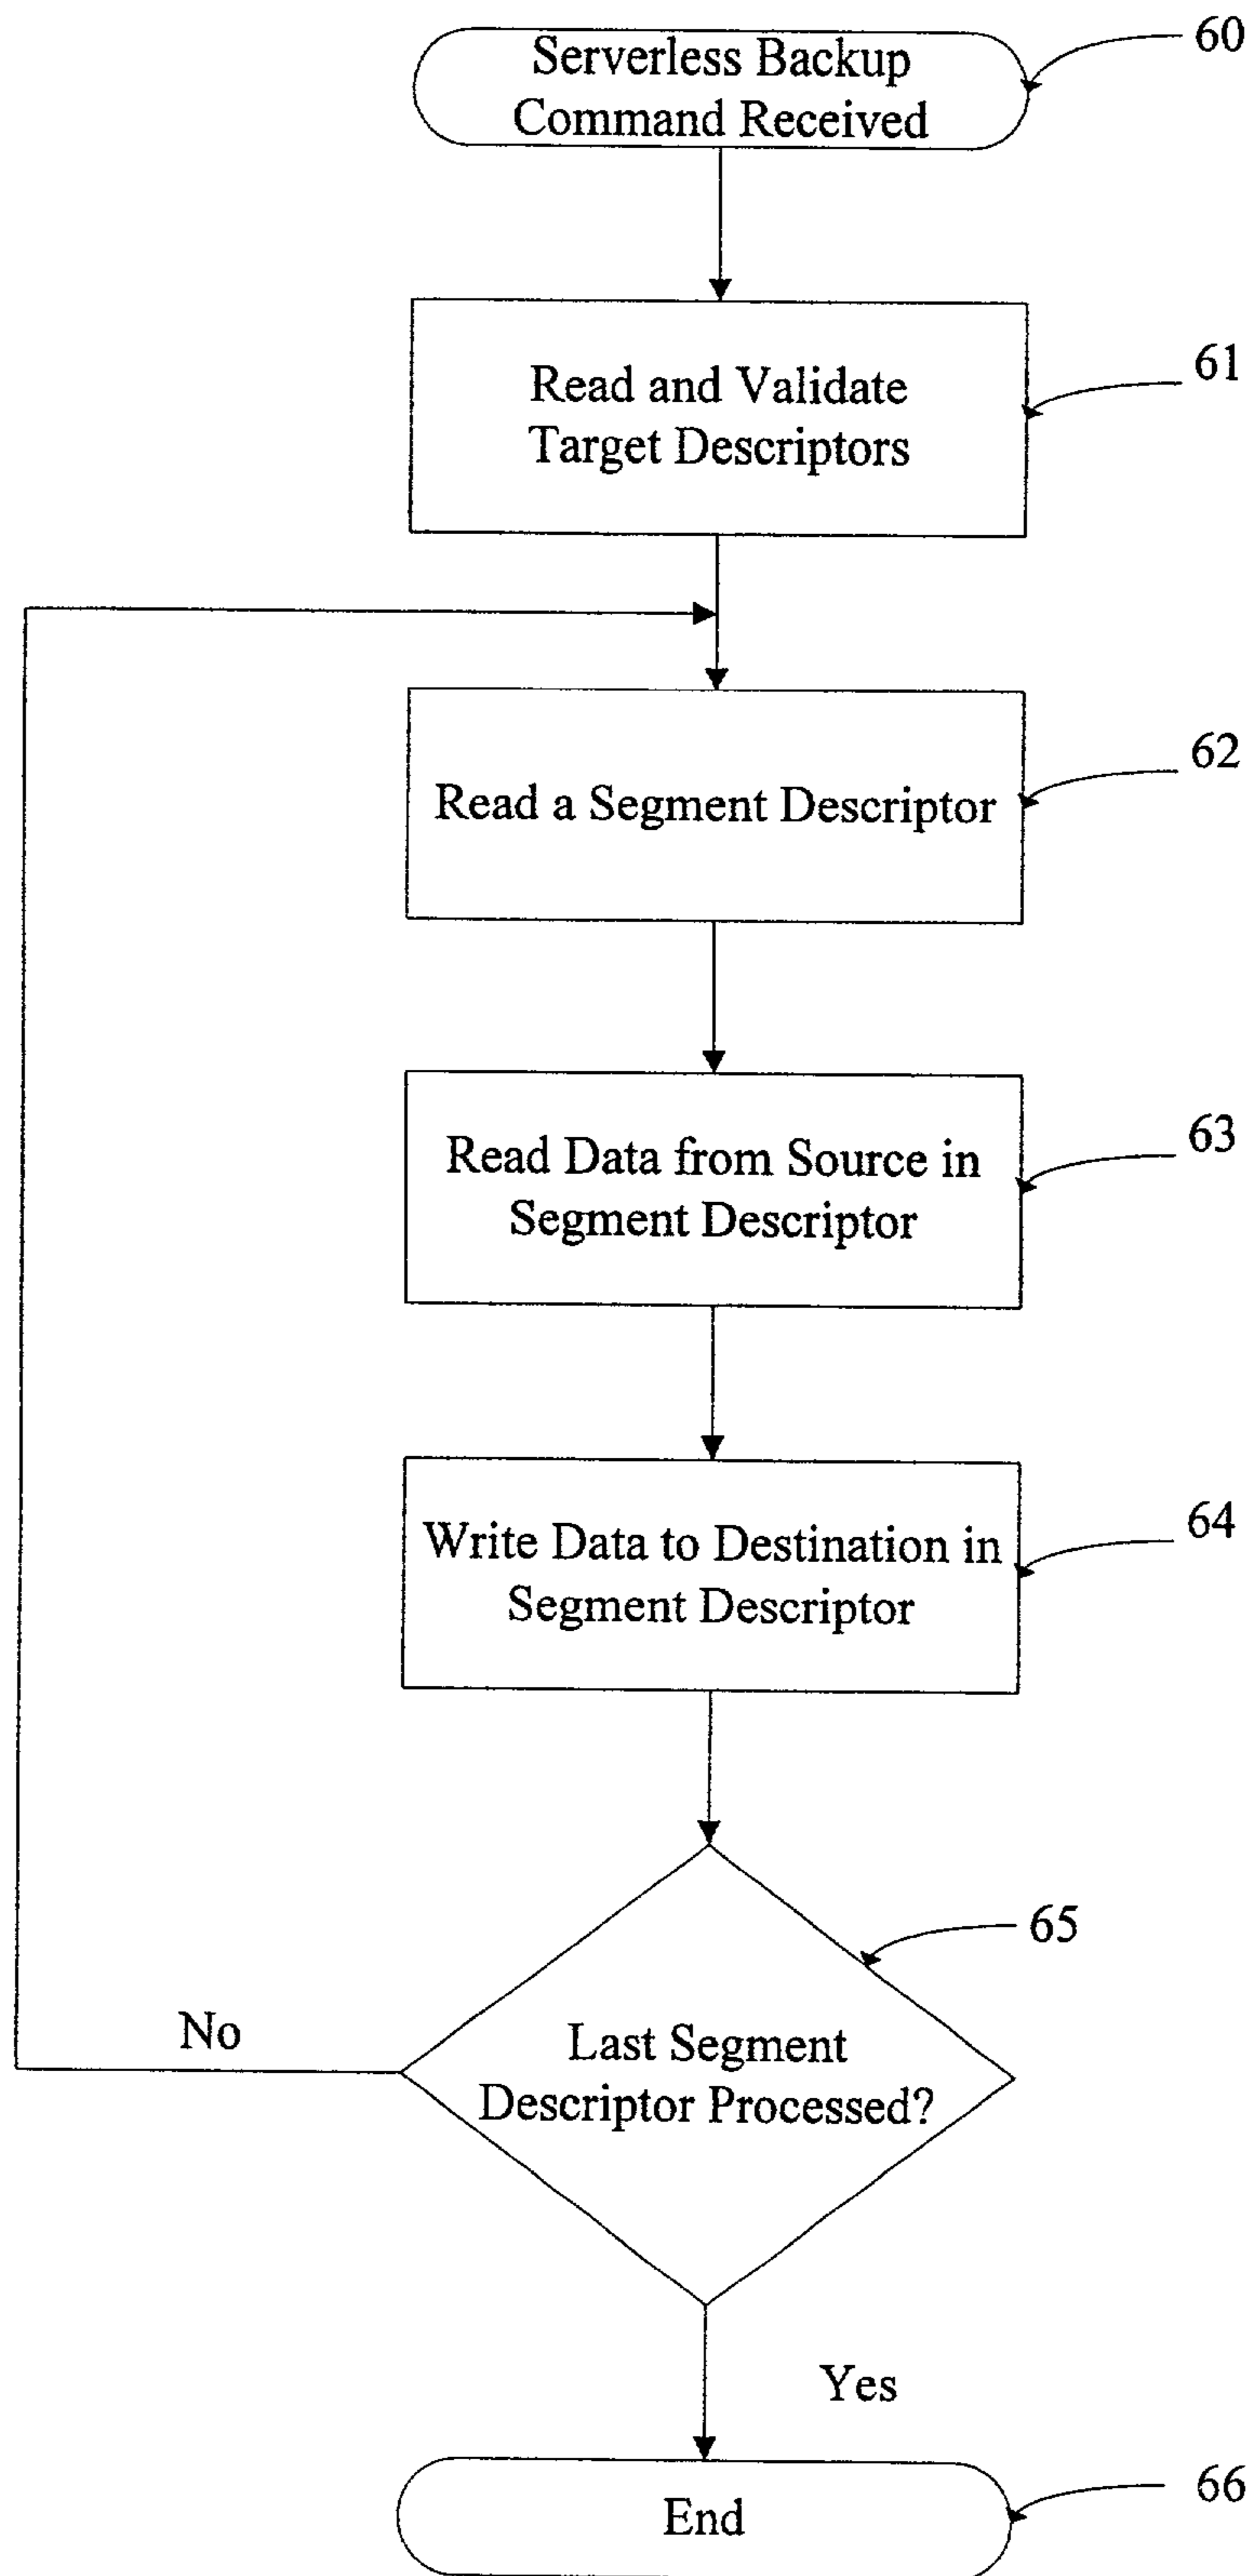 Serverless Backup
Command Received
60
Read and Validate
Target Descriptors
61
Read a Segment Descriptor
62
Read Data from Source in
Segment Descriptor
63
Write Data to Destination in
Segment Descriptor
64
Last Segment
Descriptor Processed?
65
No
Yes
End
66